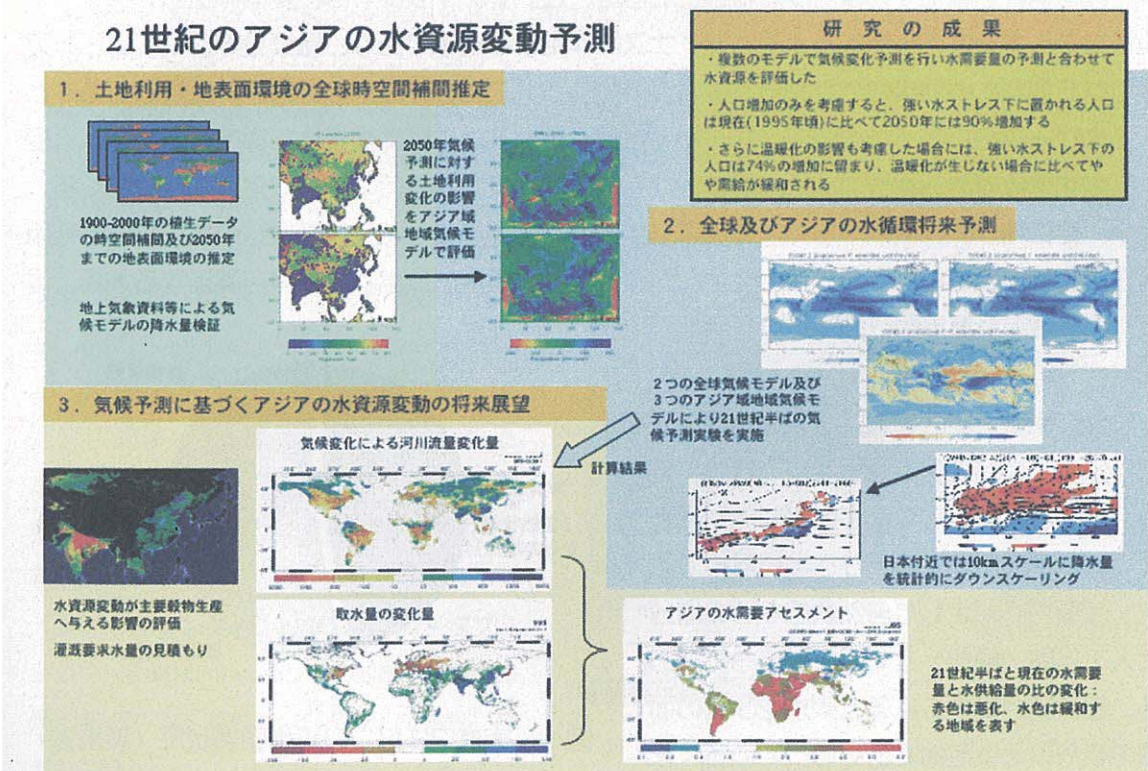 21世紀のアジアの水資源変動予測
研究の成果
・複数のモデルで気候変化予測を行い水需要量の予測と合わせて
水資源を評価した
・人口増加のみを考慮すると、強い水ストレス下に置かれる人口
は現在(1995年頃)に比べて2050年には90%増加する
・さらに温暖化の影響も考慮した場合には、強い水ストレス下の
人口は74%の増加に留まり、温暖化が生じない場合に比べてや
や需給が緩和される
1．土地利用・地表面環境の全球時空間補間推定
1900-2000年の植生データ
の時空間補間及び2050年
までの地表面環境の推定
地上気象資料等による気
候モデルの降水量検証
2050年気候
予測に対す
る土地利用
変化の影響
をアジア域
地域気候モ
デルで評価
2．全球及びアジアの水循環将来予測
2つの全球気候モデル及び
3つのアジア域地域気候モ
デルにより21世紀半ばの気
候予測実験を実施
計算結果
日本付近では10kmスケールに降水量
を統計的にダウンスケーリング
3．気候予測に基づくアジアの水資源変動の将来展望
気候変化による河川流量変化量
水資源変動が主要穀物生産
へ与える影響の評価
灌漑要求水量の見積もり
取水量の変化量
アジアの水需要アセスメント
21世紀半ばと現在の水需要
量と水供給量の比の変化：
赤色は悪化、水色は緩和す
る地域を表す